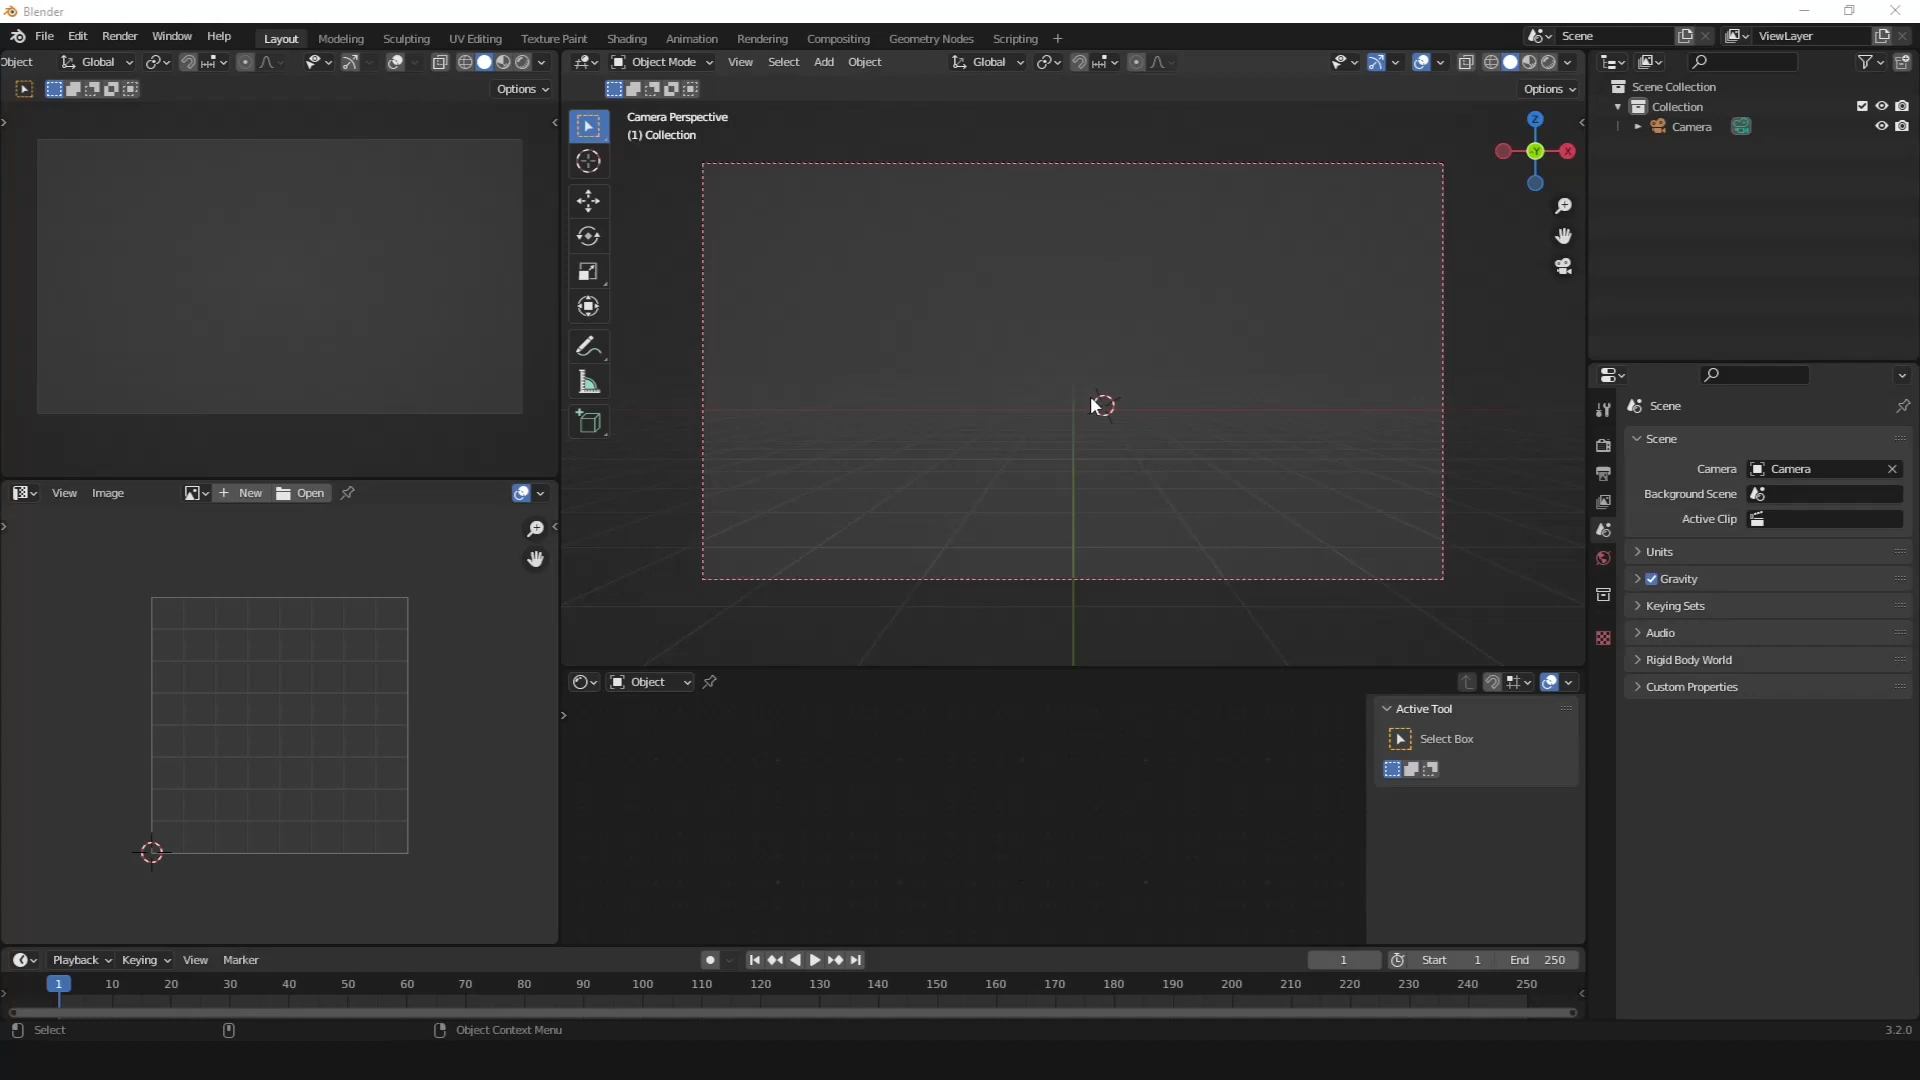 Blender
File Edit Render Window Help Layout Modeling Sculpting UV Editing Texture Paint Shading Animation Rendering Compositing Geometry Nodes Scripting + Scene ViewLayer
Object Global
Options
Object Mode View Select Add Object Global
Options
Camera Perspective
(1) Collection
Z
-Y
X
Scene Collection
Collection
Camera
Scene
Scene
Camera Camera
Background Scene
Active Clip
Units
Gravity
Keying Sets
Audio
Rigid Body World
Custom Properties
View Image New Open
Object
Active Tool
Select Box
Playback Keying View Marker 1 Start 1 End 250
1 10 20 30 40 50 60 70 80 90 100 110 120 130 140 150 160 170 180 190 200 210 220 230 240 250
Select Object Context Menu 3.2.0